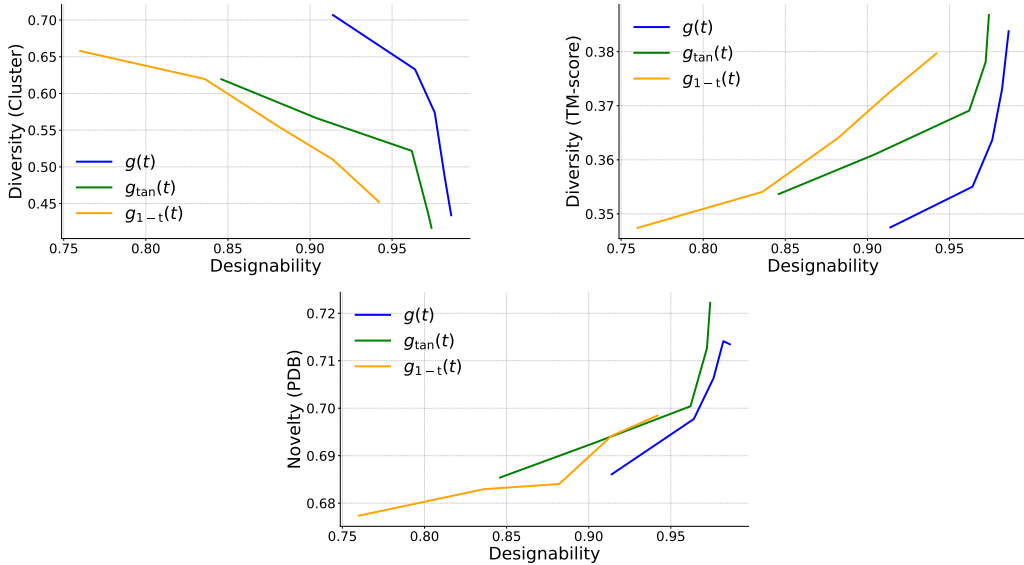 0.70
0.65
0.60
0.55
0.50
0.45
Diversity (Cluster)
g(t)
g_tan(t)
g_1−t(t)
0.75 0.80 0.85 0.90 0.95
Designability
0.38
0.37
0.36
0.35
Diversity (TM-score)
g(t)
g_tan(t)
g_1−t(t)
0.75 0.80 0.85 0.90 0.95
Designability
0.72
0.71
0.70
0.69
0.68
Novelty (PDB)
g(t)
g_tan(t)
g_1−t(t)
0.75 0.80 0.85 0.90 0.95
Designability